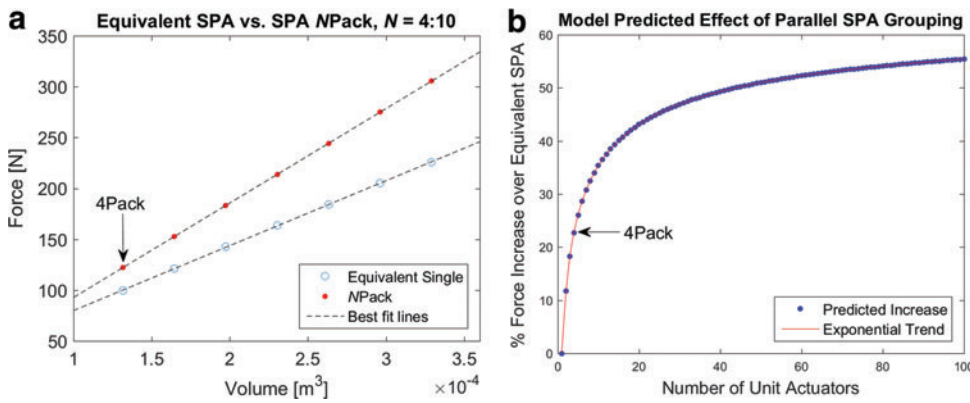 a
Equivalent SPA vs. SPA NPack, N = 4:10
350
300
250
200
150
100
50
Force [N]
4Pack
Equivalent Single
NPack
Best fit lines
1
1.5
2
2.5
3
3.5
Volume [m³]
×10⁻⁴
b
Model Predicted Effect of Parallel SPA Grouping
60
50
40
30
20
10
0
% Force Increase over Equivalent SPA
4Pack
Predicted Increase
Exponential Trend
0
20
40
60
80
100
Number of Unit Actuators